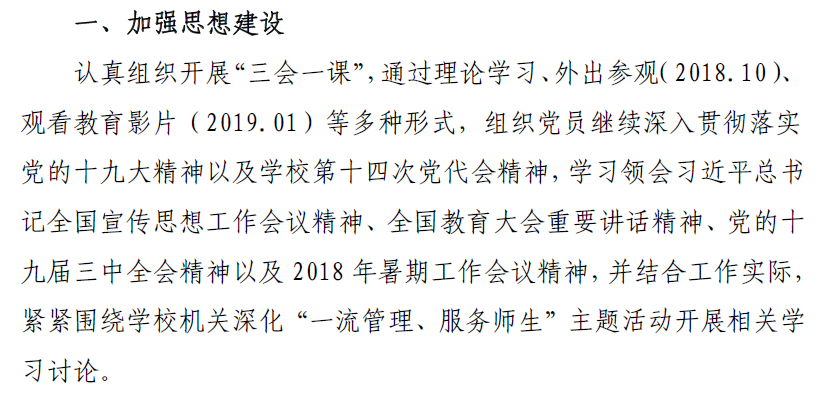 一、加强思想建设
认真组织开展“三会一课”，通过理论学习、外出参观(2018.10)、
观看教育影片（2019.01）等多种形式，组织党员继续深入贯彻落实
党的十九大精神以及学校第十四次党代会精神，学习领会习近平总书
记全国宣传思想工作会议精神、全国教育大会重要讲话精神、党的十
九届三中全会精神以及 2018 年暑期工作会议精神，并结合工作实际，
紧紧围绕学校机关深化“一流管理、服务师生”主题活动开展相关学
习讨论。